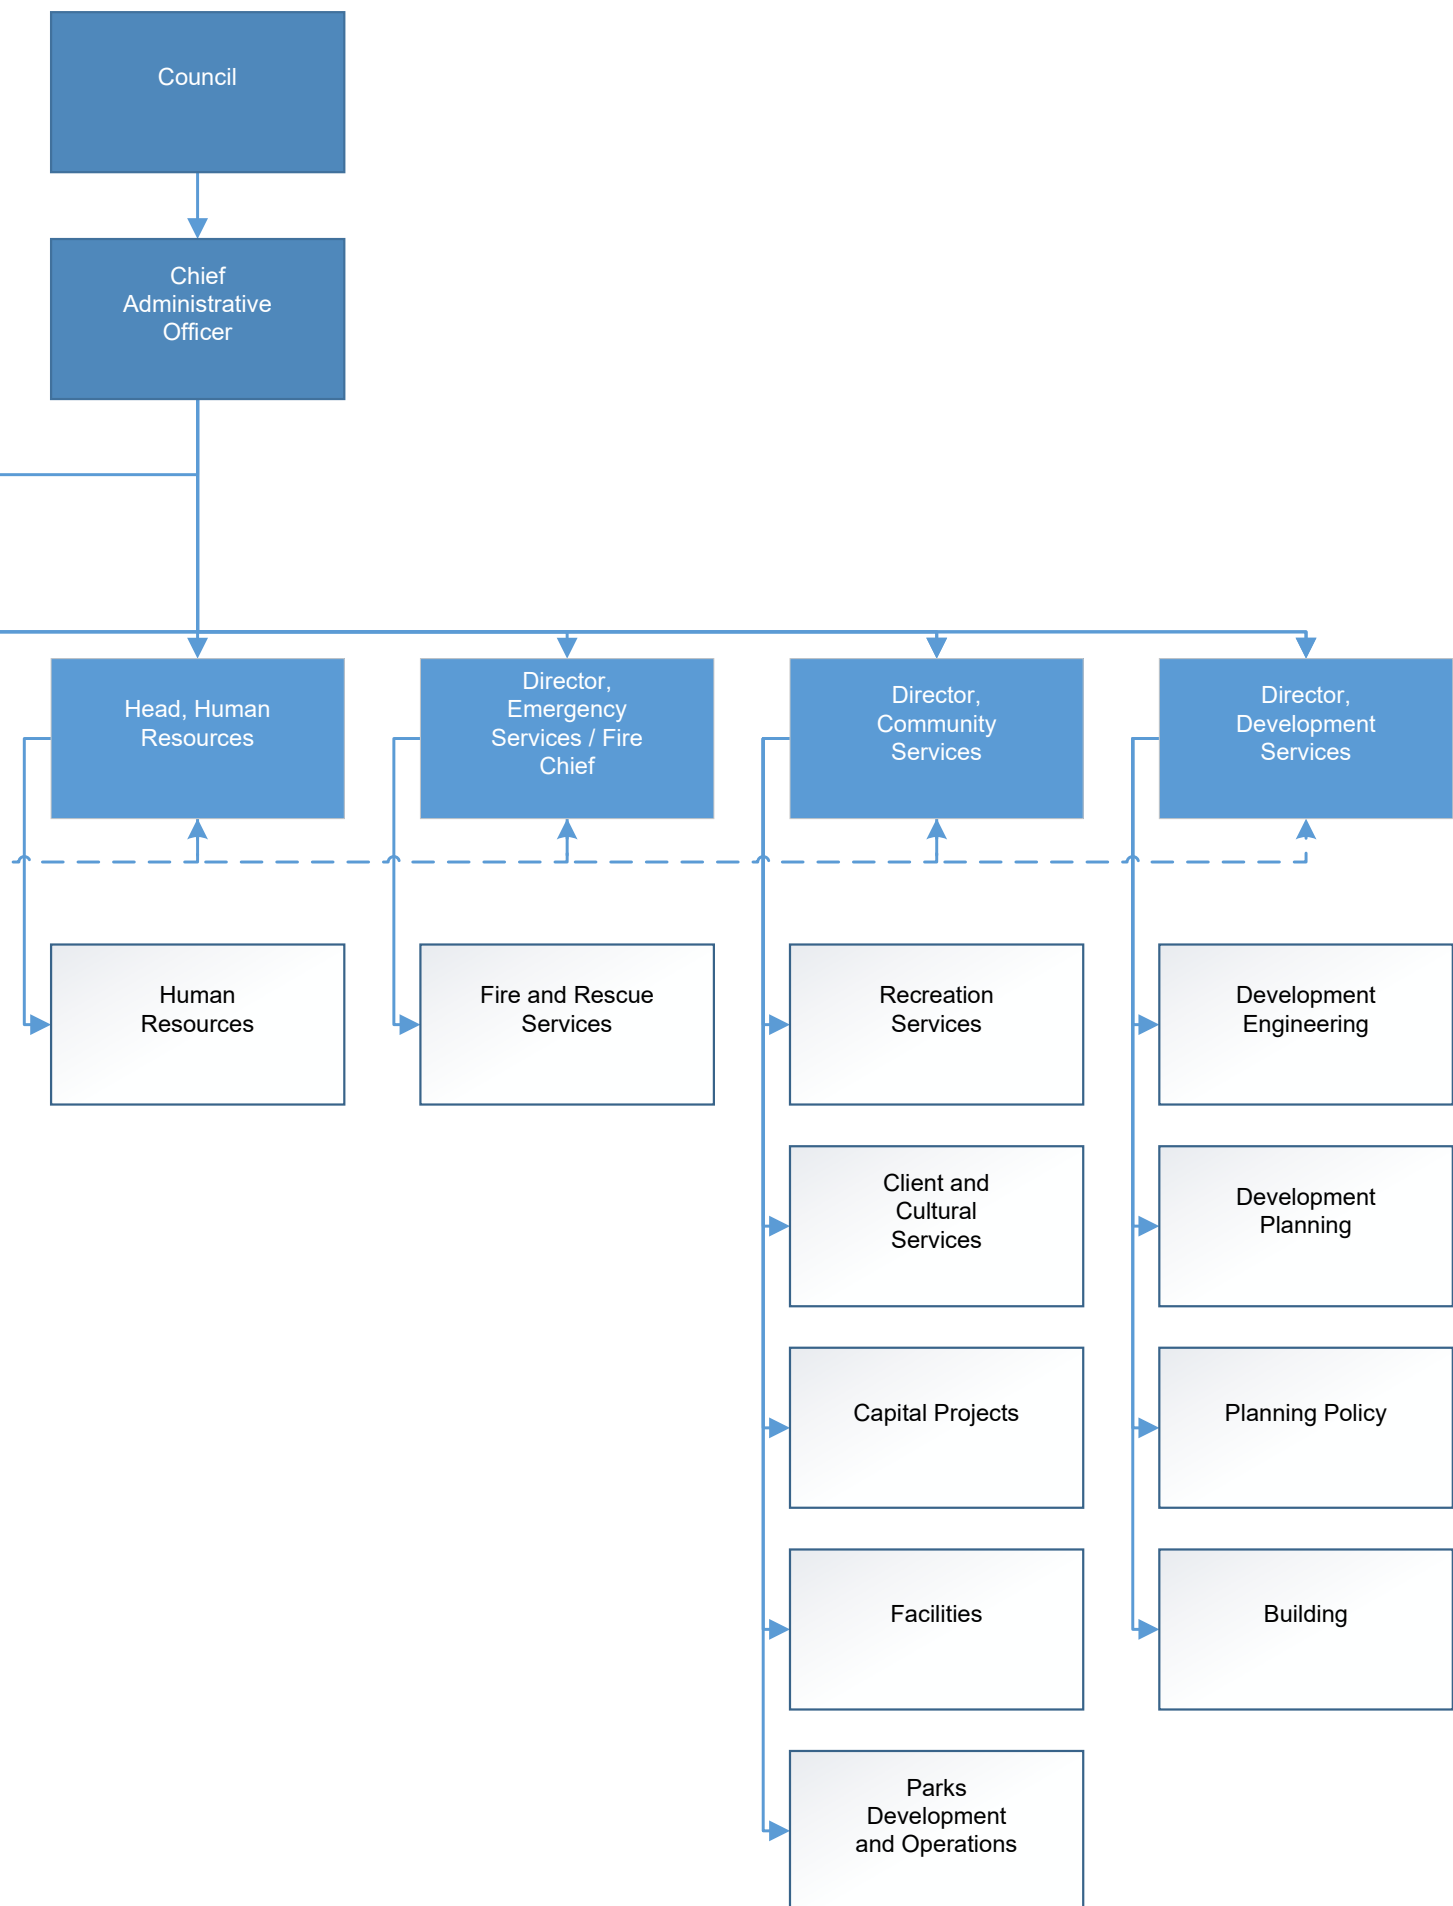 Council
Chief
Administrative
Officer
Head, Human
Resources
Director,
Emergency
Services / Fire
Chief
Director,
Community
Services
Director,
Development
Services
Human
Resources
Fire and Rescue
Services
Recreation
Services
Development
Engineering
Client and
Cultural
Services
Development
Planning
Capital Projects
Planning Policy
Facilities
Building
Parks
Development
and Operations